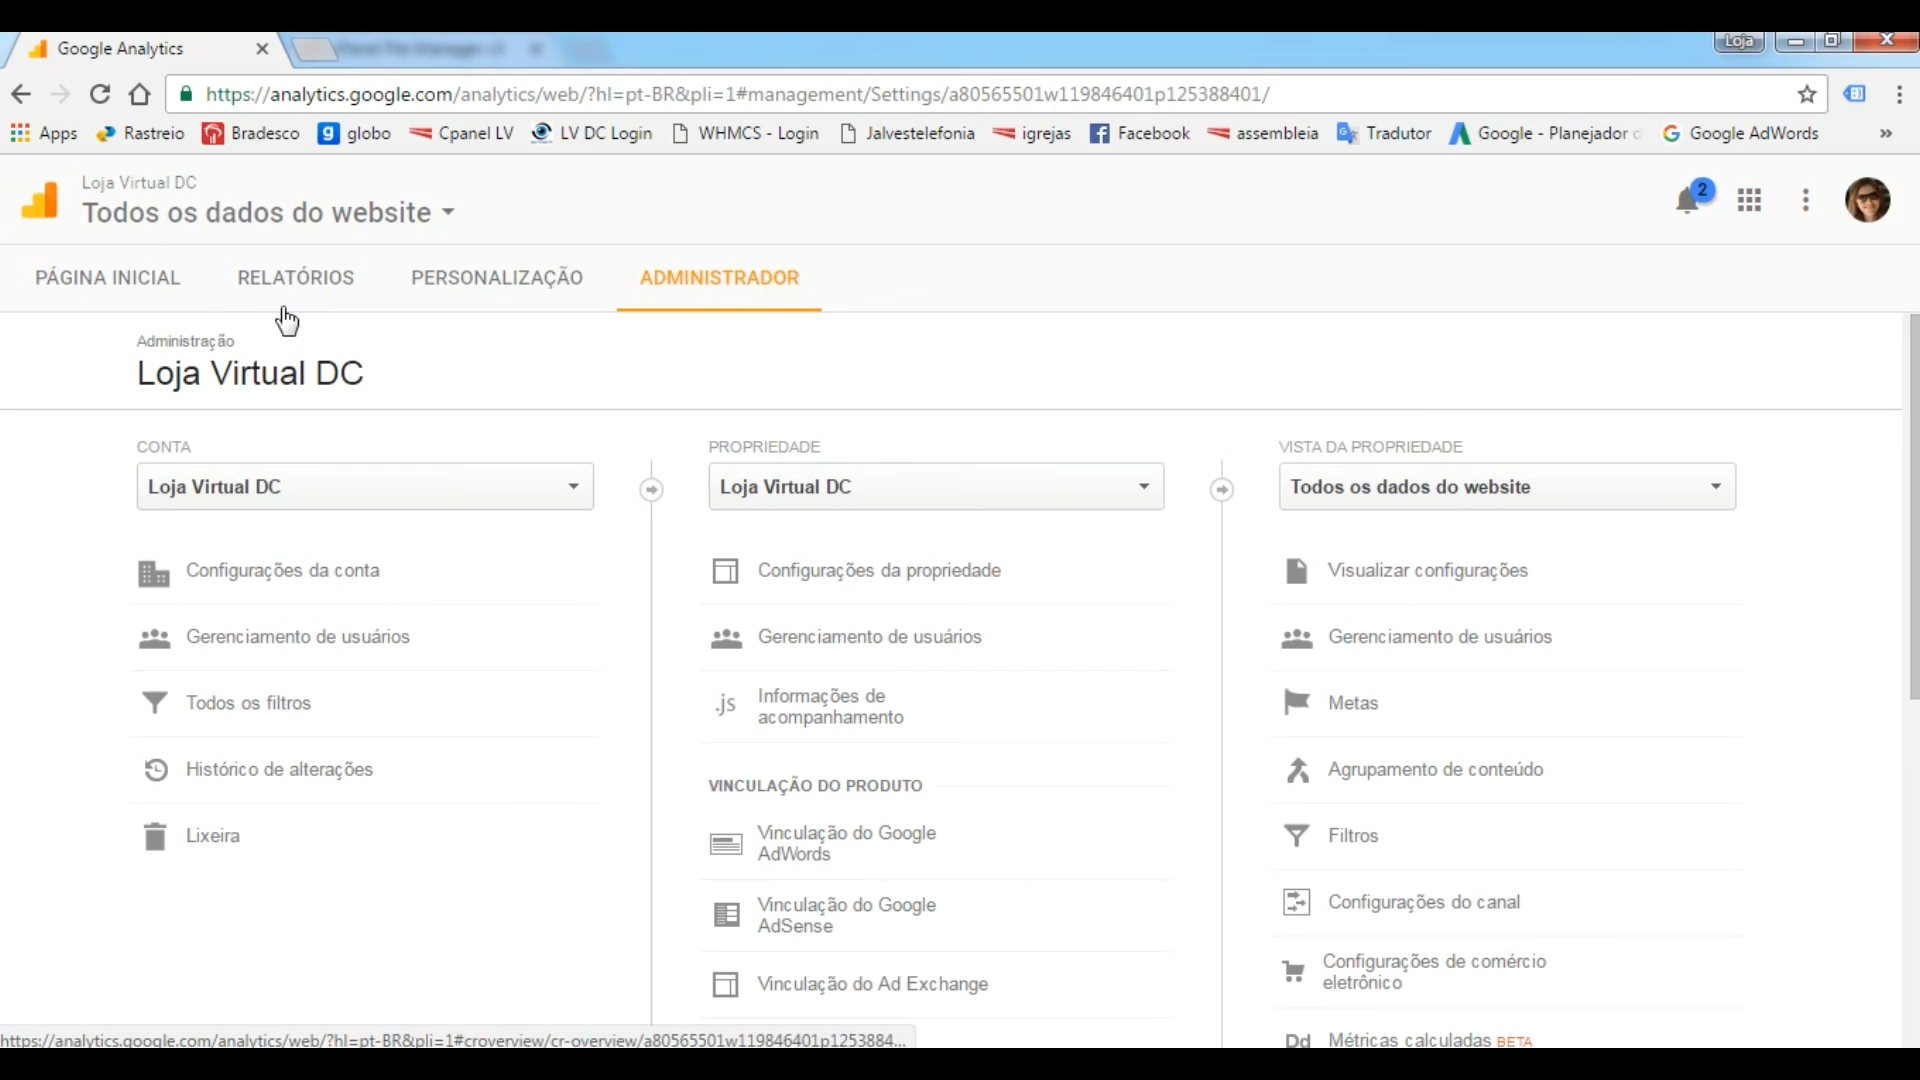 Google Analytics
Loja
https://analytics.google.com/analytics/web/?hl=pt-BR&pli=1#management/Settings/a80565501w119846401p125388401/
Apps Rastreio Bradesco globo Cpanel LV LV DC Login WHMCS - Login Jalvestelefonia igrejas Facebook assembleia Tradutor Google - Planejador Google AdWords »
Loja Virtual DC
Todos os dados do website
2
PÁGINA INICIAL RELATÓRIOS PERSONALIZAÇÃO ADMINISTRADOR
Administração
Loja Virtual DC
CONTA
Loja Virtual DC
Configurações da conta
Gerenciamento de usuários
Todos os filtros
Histórico de alterações
Lixeira
PROPRIEDADE
Loja Virtual DC
Configurações da propriedade
Gerenciamento de usuários
.js
Informações de
acompanhamento
VINCULAÇÃO DO PRODUTO
Vinculação do Google
AdWords
Vinculação do Google
AdSense
Vinculação do Ad Exchange
VISTA DA PROPRIEDADE
Todos os dados do website
Visualizar configurações
Gerenciamento de usuários
Metas
Agrupamento de conteúdo
Filtros
Configurações do canal
Configurações de comércio
eletrônico
Dd Métricas calculadas BETA
https://analytics.google.com/analytics/web/?hl=pt-BR&pli=1#croverview/cr-overview/a80565501w119846401p1253884...